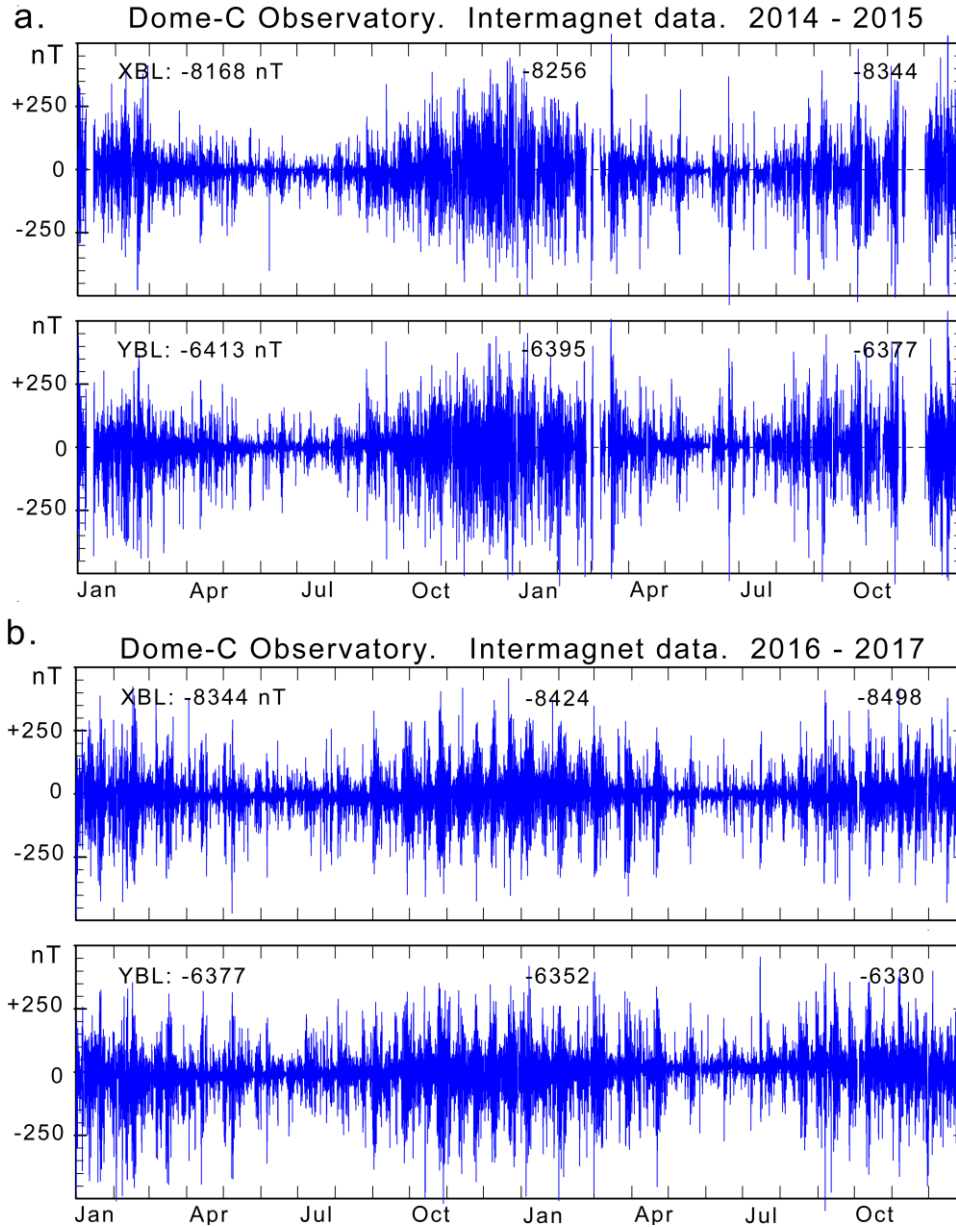 a.
Dome-C Observatory. Intermagnet data. 2014 - 2015
nT
XBL: -8168 nT -8256 -8344
+250
0
-250
nT
YBL: -6413 nT -6395 -6377
+250
0
-250
Jan Apr Jul Oct Jan Apr Jul Oct
b.
Dome-C Observatory. Intermagnet data. 2016 - 2017
nT
XBL: -8344 nT -8424 -8498
+250
0
-250
nT
YBL: -6377 -6352 -6330
+250
0
-250
Jan Apr Jul Oct Jan Apr Jul Oct